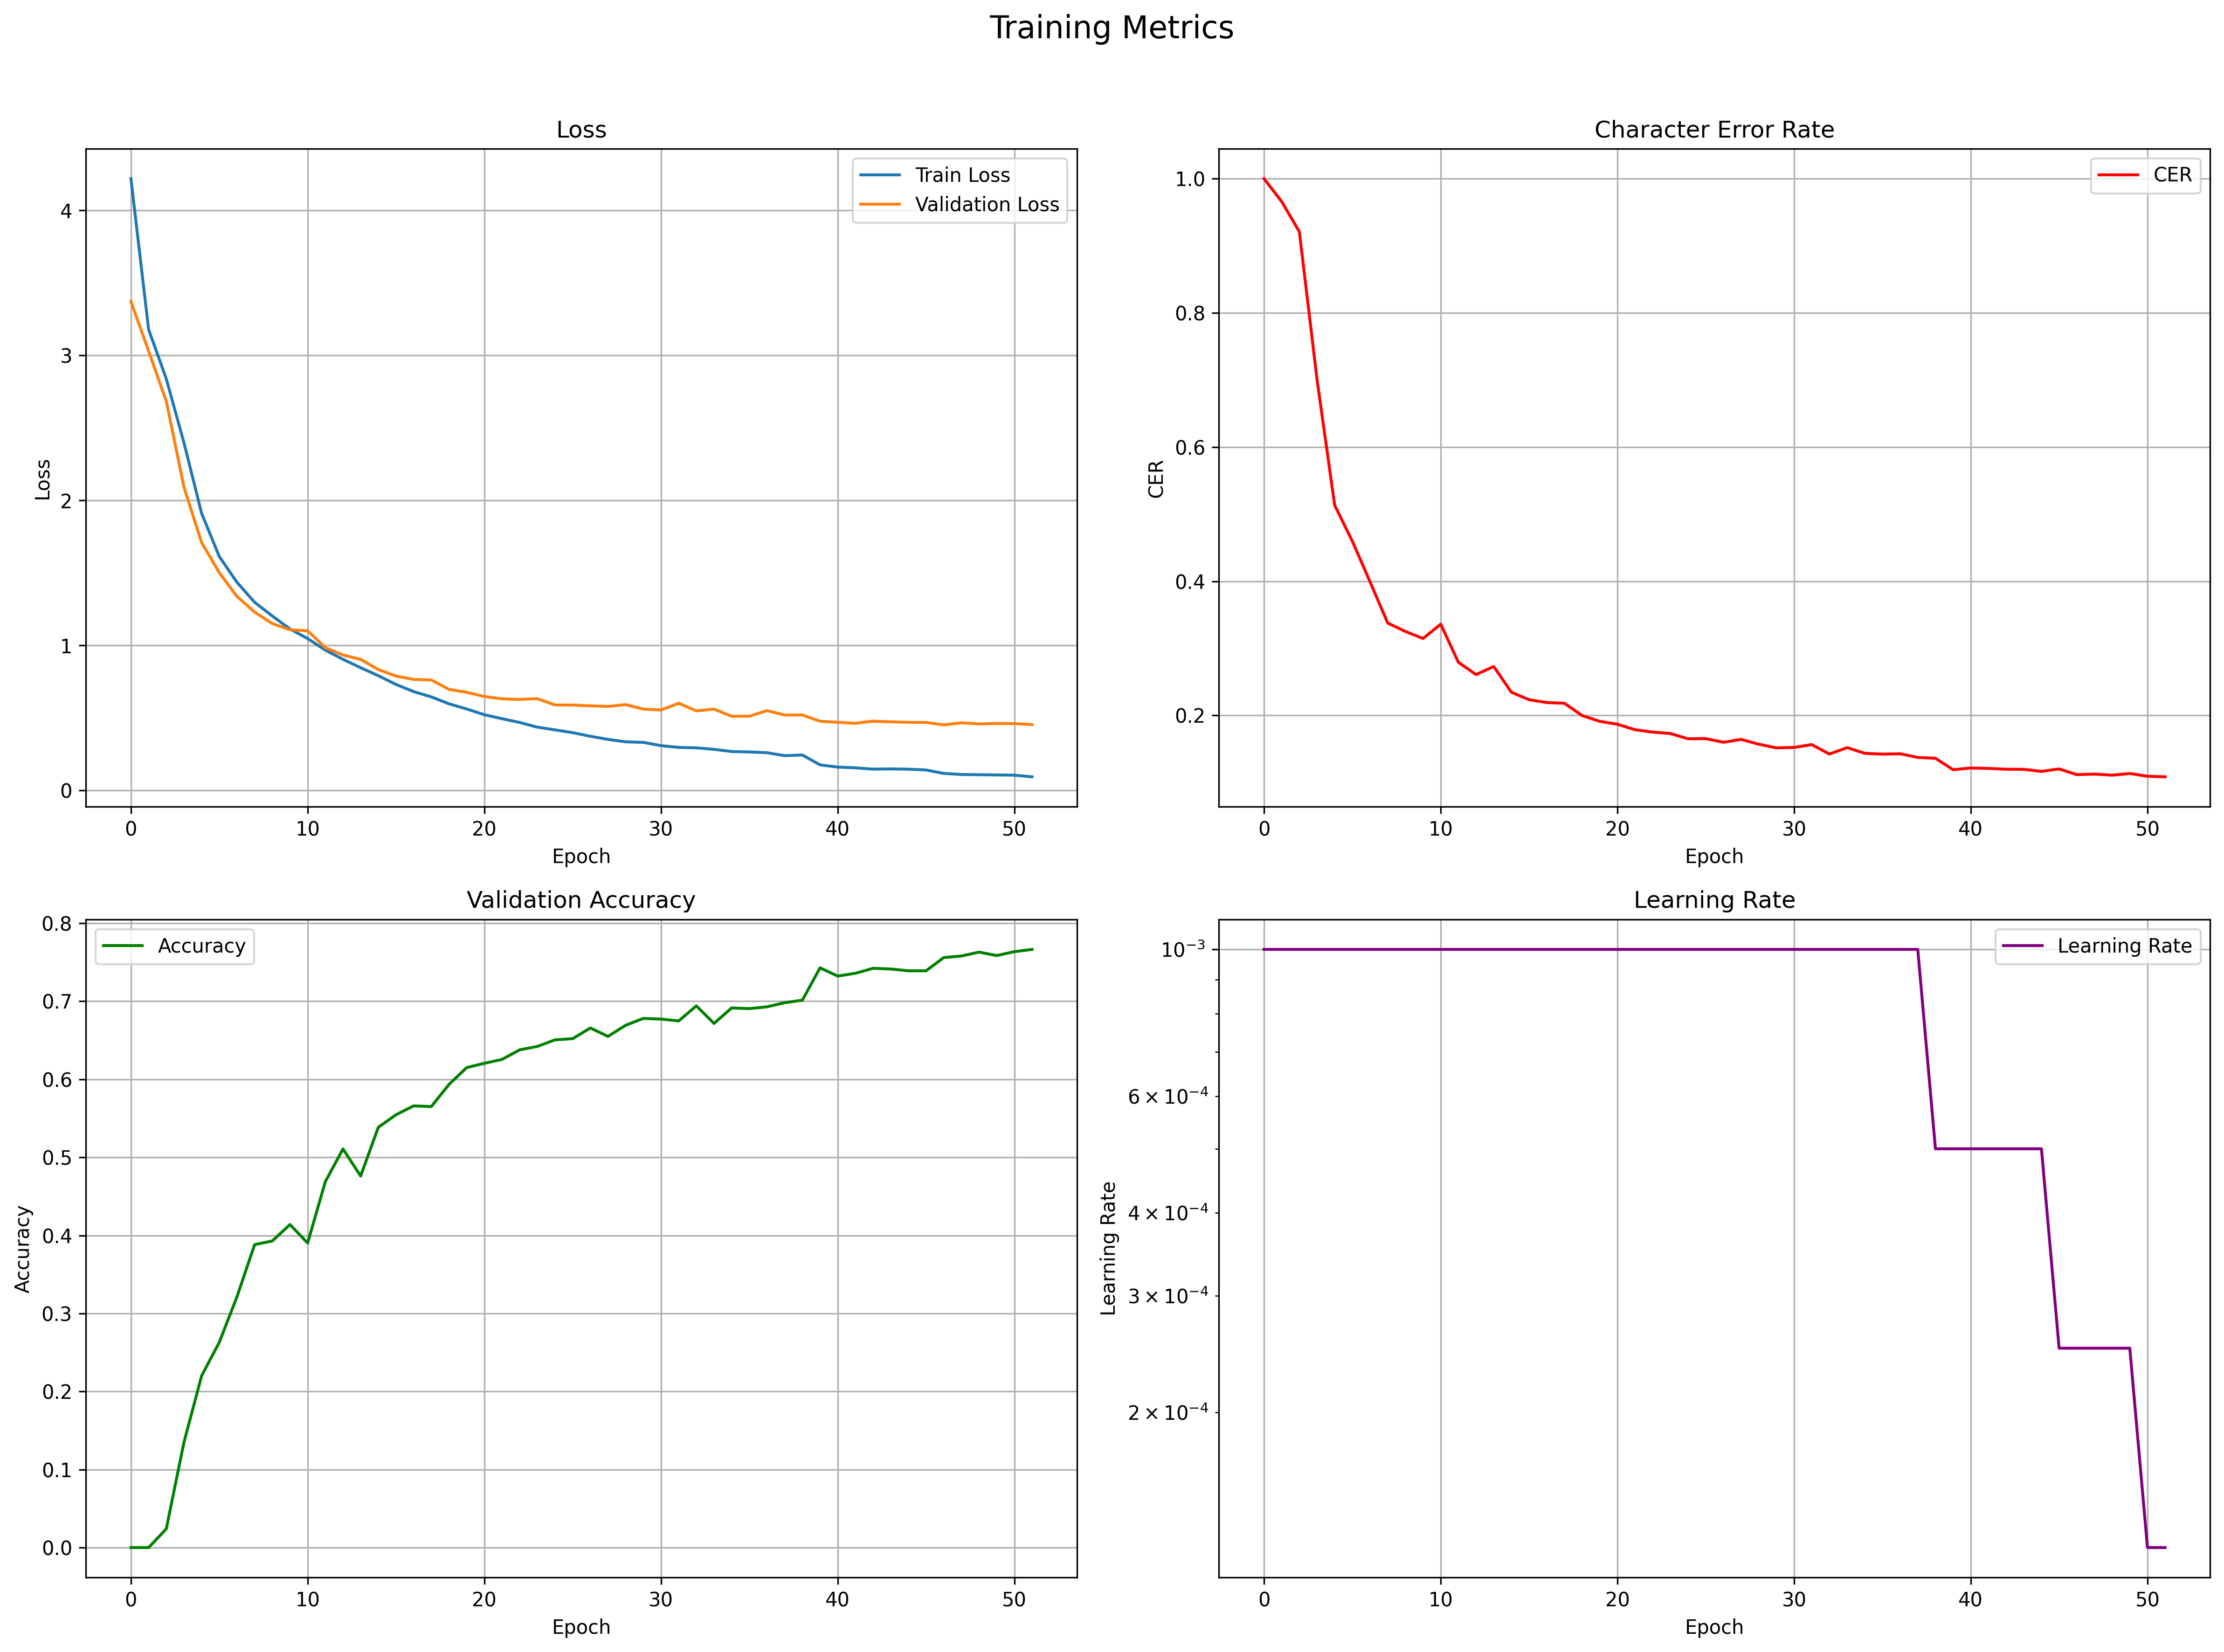 Training Metrics
Loss
Train Loss
Validation Loss
4
3
2
1
0
Loss
0 10 20 30 40 50
Epoch
Character Error Rate
CER
1.0
0.8
0.6
0.4
0.2
CER
0 10 20 30 40 50
Epoch
Validation Accuracy
Accuracy
0.8
0.7
0.6
0.5
0.4
0.3
0.2
0.1
0.0
Accuracy
0 10 20 30 40 50
Epoch
Learning Rate
Learning Rate
10⁻³
6 × 10⁻⁴
4 × 10⁻⁴
3 × 10⁻⁴
2 × 10⁻⁴
Learning Rate
0 10 20 30 40 50
Epoch